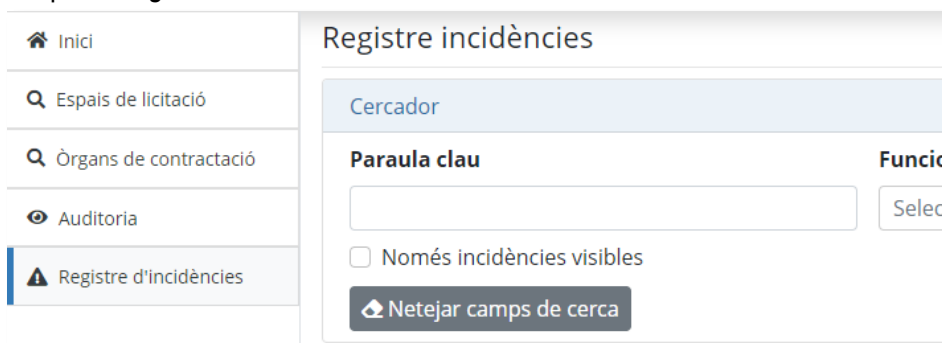 Inici
Espais de licitació
Òrgans de contractació
Auditoria
Registre d'incidències
Registre incidències
Cercador
Paraula clau
Només incidències visibles
Netejar camps de cerca